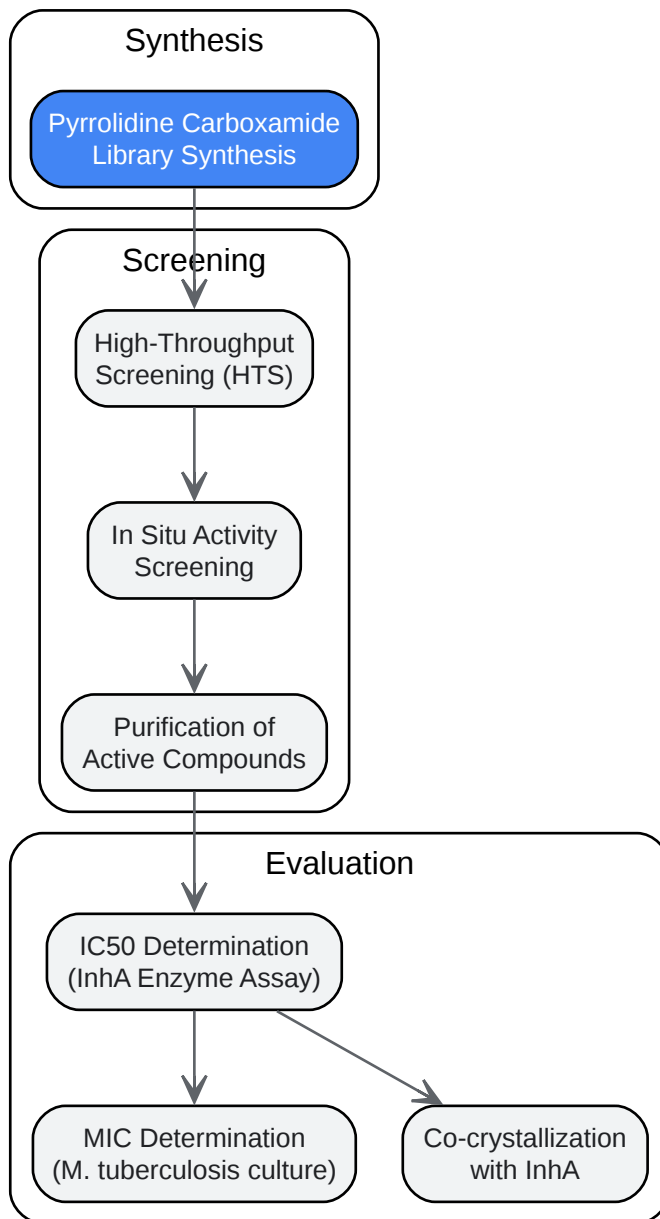 Synthesis
Pyrrolidine Carboxamide
Library Synthesis
Screening
High-Throughput
Screening (HTS)
In Situ Activity
Screening
Purification of
Active Compounds
Evaluation
IC50 Determination
(InhA Enzyme Assay)
MIC Determination
(M. tuberculosis culture)
Co-crystallization
with InhA